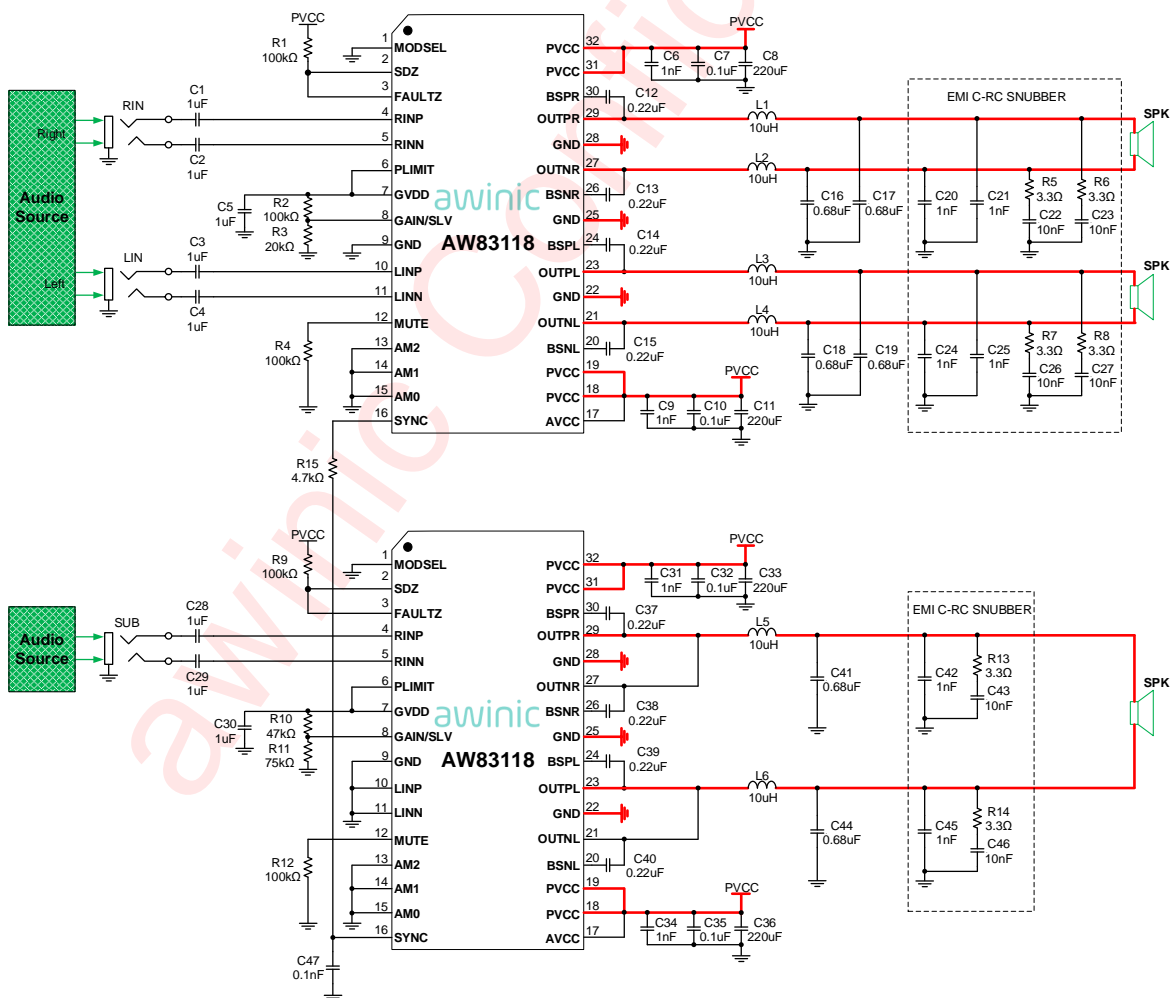 PVCC
R1
100kΩ
1
MODSEL
2
SDZ
3
FAULTZ
4
RINP
5
RINN
6
PLIMIT
7
GVDD
8
GAIN/SLV
9
GND
10
LINP
11
LINN
12
MUTE
13
AM2
14
AM1
15
AM0
16
SYNC
Audio
Source
Right
Left
RIN
C1
1uF
C2
1uF
C5
1uF
R2
100kΩ
R3
20kΩ
LIN
C3
1uF
C4
1uF
R4
100kΩ
awinic
AW83118
PVCC
32
PVCC
31
BSPR
30
OUTPR
29
GND
28
OUTNR
27
BSNR
26
GND
25
BSPL
24
OUTPL
23
GND
22
OUTNL
21
BSNL
20
PVCC
19
PVCC
18
AVCC
17
PVCC
C6
1nF
C7
0.1uF
C8
220uF
C12
0.22uF
L1
10uH
L2
10uH
C13
0.22uF
C14
0.22uF
L3
10uH
L4
10uH
C15
0.22uF
PVCC
C9
1nF
C10
0.1uF
C11
220uF
C16
0.68uF
C17
0.68uF
C18
0.68uF
C19
0.68uF
EMI C-RC SNUBBER
C20
1nF
C21
1nF
R5
3.3Ω
C22
10nF
R6
3.3Ω
C23
10nF
C24
1nF
C25
1nF
R7
3.3Ω
C26
10nF
R8
3.3Ω
C27
10nF
SPK
SPK
R15
4.7kΩ
PVCC
R9
100kΩ
1
MODSEL
2
SDZ
3
FAULTZ
4
RINP
5
RINN
6
PLIMIT
7
GVDD
8
GAIN/SLV
9
GND
10
LINP
11
LINN
12
MUTE
13
AM2
14
AM1
15
AM0
16
SYNC
Audio
Source
SUB
C28
1uF
C29
1uF
C30
1uF
R10
47kΩ
R11
75kΩ
R12
100kΩ
C47
0.1nF
awinic
AW83118
PVCC
32
PVCC
31
BSPR
30
OUTPR
29
GND
28
OUTNR
27
BSNR
26
GND
25
BSPL
24
OUTPL
23
GND
22
OUTNL
21
BSNL
20
PVCC
19
PVCC
18
AVCC
17
PVCC
C31
1nF
C32
0.1uF
C33
220uF
C37
0.22uF
L5
10uH
C38
0.22uF
C39
0.22uF
L6
10uH
C40
0.22uF
PVCC
C34
1nF
C35
0.1uF
C36
220uF
C41
0.68uF
C44
0.68uF
EMI C-RC SNUBBER
C42
1nF
R13
3.3Ω
C43
10nF
C45
1nF
R14
3.3Ω
C46
10nF
SPK
awinic Conf